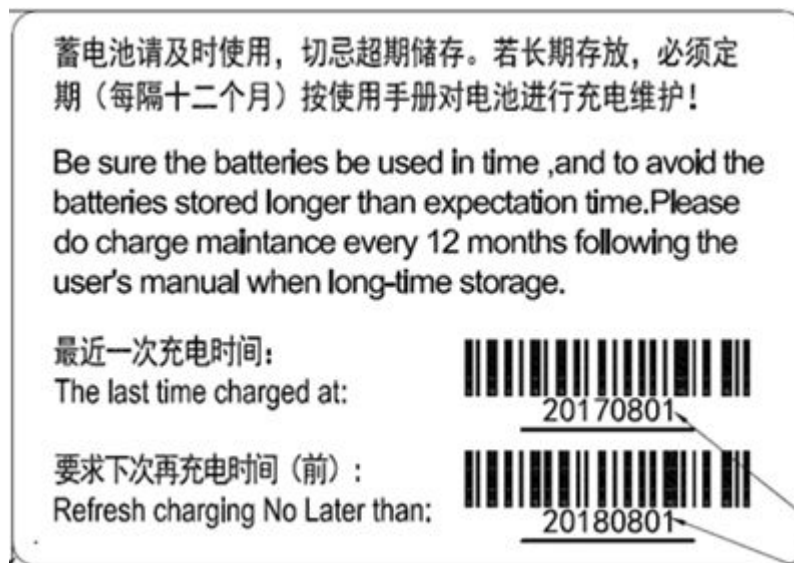 蓄电池请及时使用，切忌超期储存。若长期存放，必须定
期（每隔十二个月）按使用手册对电池进行充电维护！
Be sure the batteries be used in time ,and to avoid the
batteries stored longer than expectation time.Please
do charge maintance every 12 months following the
user's manual when long-time storage.
最近一次充电时间：
The last time charged at:
20170801
要求下次再充电时间（前）：
Refresh charging No Later than:
20180801